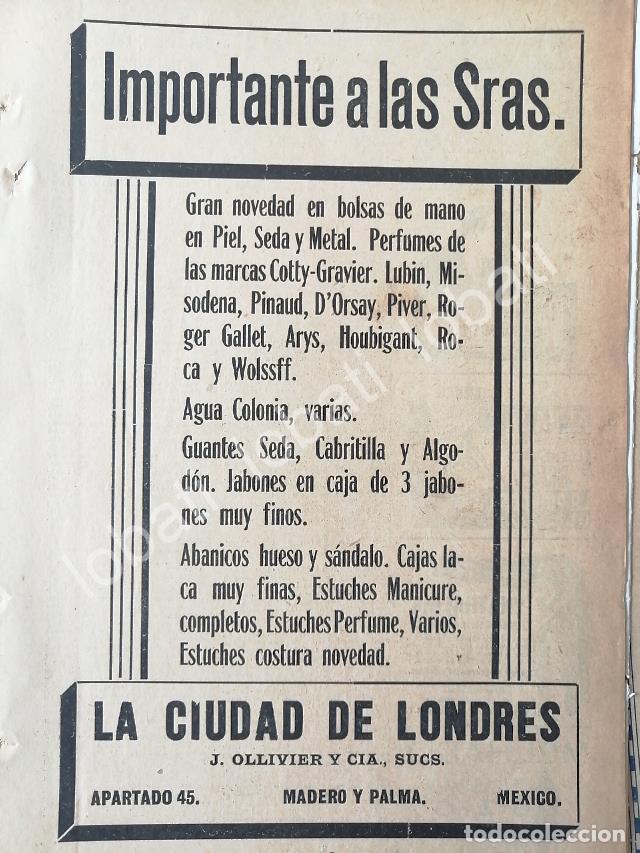 Importante a las Sras.
Gran novedad en bolsas de mano
en Piel, Seda y Metal. Perfumes de
las marcas Cotty-Gravier. Lubin, Mi-
sodena, Pinaud, D'Orsay, Piver, Ro-
ger Gallet, Arys, Houbigant, Ro-
ca y Wolssff.
Agua Colonia, varias.
Guantes Seda, Cabritilla y Algo-
dón. Jabones en caja de 3 jabo-
nes muy finos.
Abanicos hueso y sándalo. Cajas la-
ca muy finas, Estuches Manicure,
completos, Estuches Perfume, Varios,
Estuches costura novedad.
LA CIUDAD DE LONDRES
J. OLLIVIER Y CIA., SUCS.
APARTADO 45. MADERO Y PALMA. MEXICO.
lobati lobati lobati lobati
todocoleccion